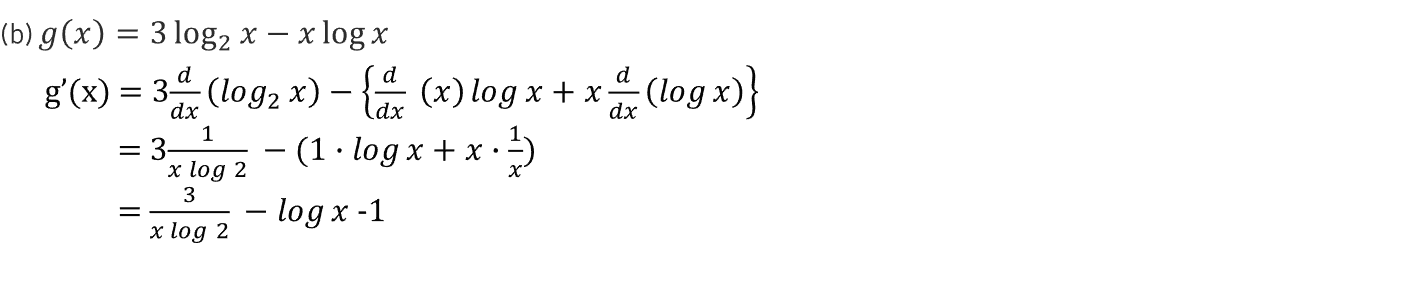 (b) g(x) = 3 log₂ x − x log x
g’(x) = 3 d/dx (log₂ x) − {d/dx (x) log x + x d/dx (log x)}
= 3 1/(x log 2) − (1 · log x + x · 1/x)
= 3/(x log 2) − log x -1